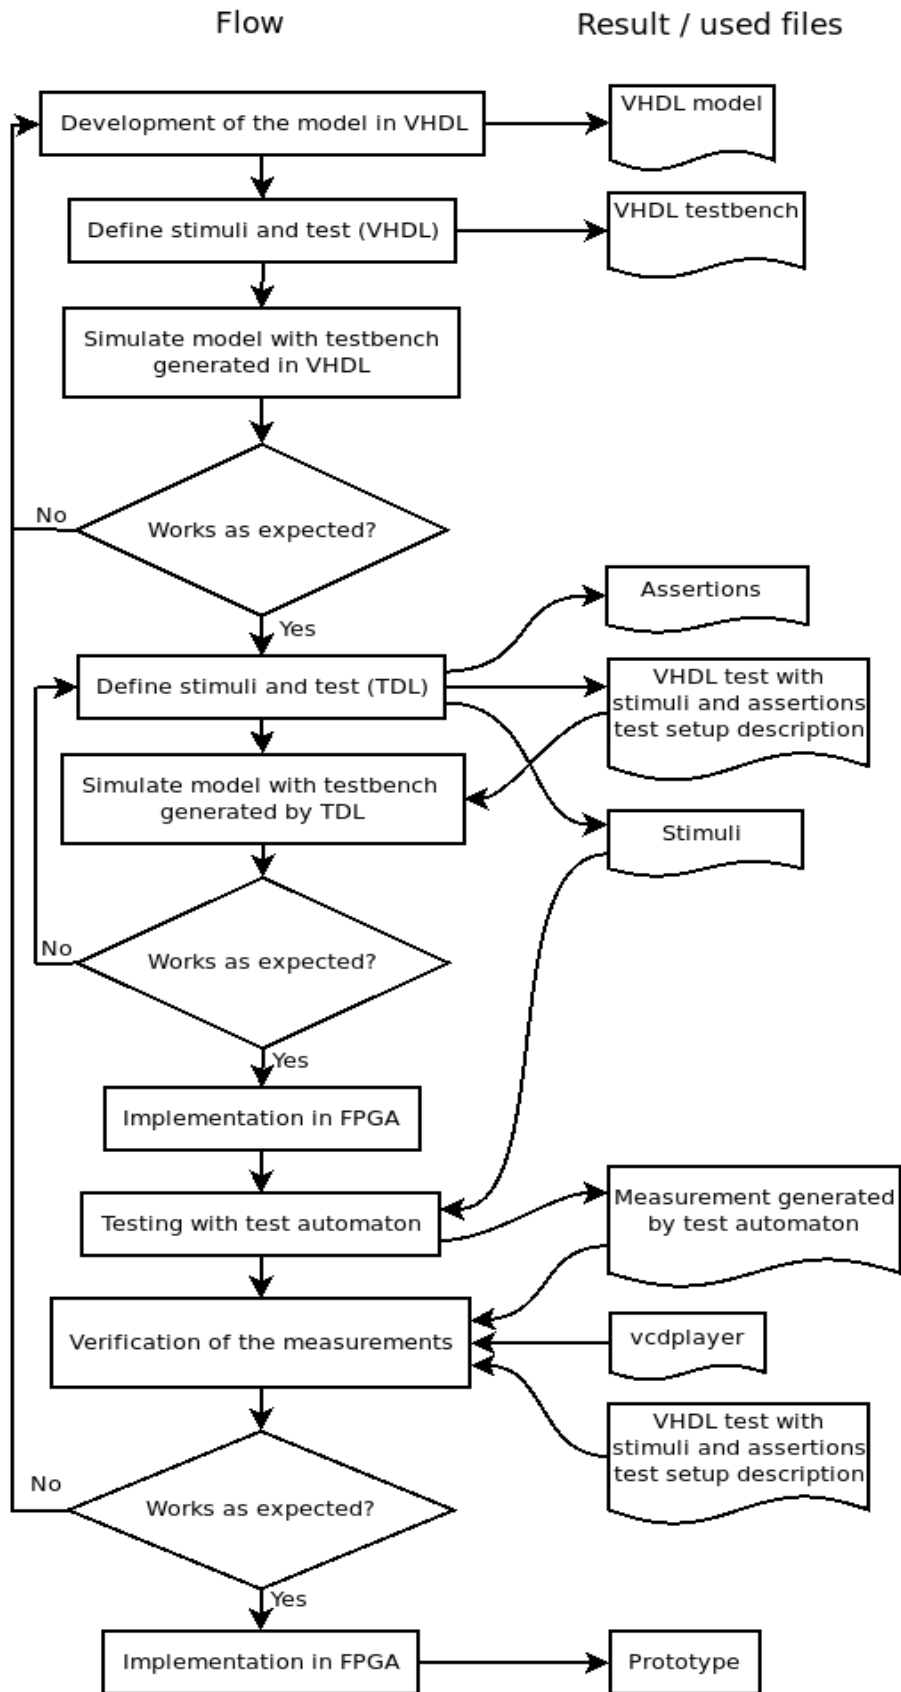 Flow
Result / used files
Development of the model in VHDL
VHDL model
Define stimuli and test (VHDL)
VHDL testbench
Simulate model with testbench
generated in VHDL
Works as expected?
No
Yes
Assertions
Define stimuli and test (TDL)
VHDL test with
stimuli and assertions
test setup description
Simulate model with testbench
generated by TDL
Stimuli
Works as expected?
No
Yes
Implementation in FPGA
Testing with test automaton
Measurement generated
by test automaton
Verification of the measurements
vcdplayer
VHDL test with
stimuli and assertions
test setup description
Works as expected?
No
Yes
Implementation in FPGA
Prototype